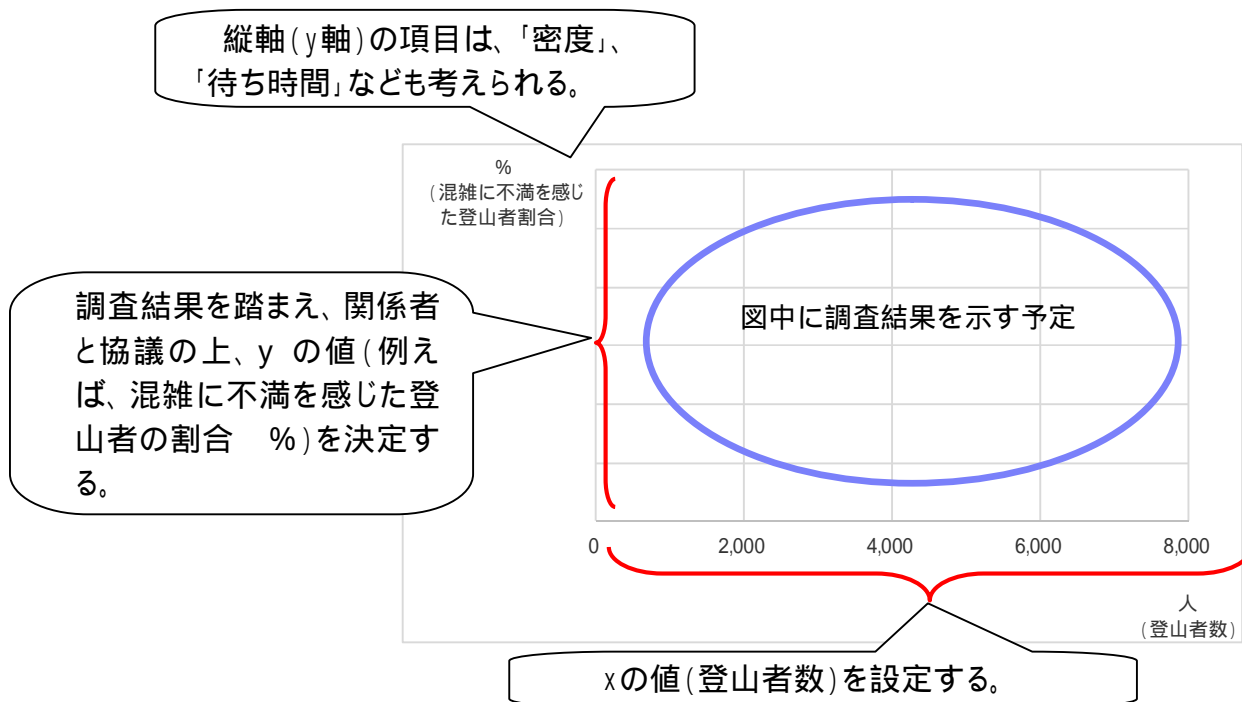 縦軸(y軸)の項目は、「密度」、
「待ち時間」なども考えられる。
%
(混雑に不満を感じ
た登山者割合)
調査結果を踏まえ、関係者
と協議の上、y の値(例え
ば、混雑に不満を感じた登
山者の割合　%)を決定す
る。
図中に調査結果を示す予定
0 2,000 4,000 6,000 8,000
人
(登山者数)
xの値(登山者数)を設定する。